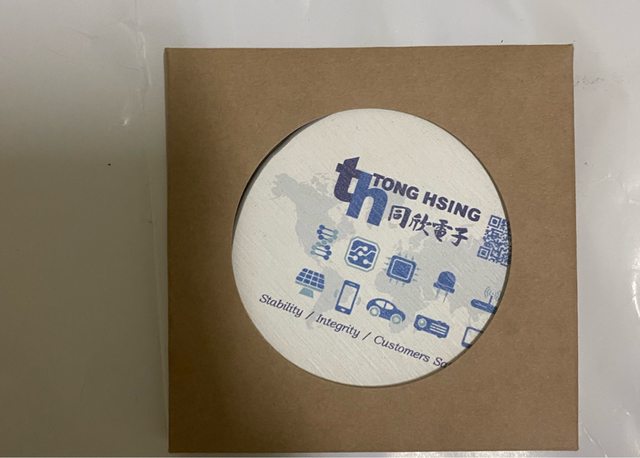 th TONG HSING
同欣電子
Stability / Integrity / Customers